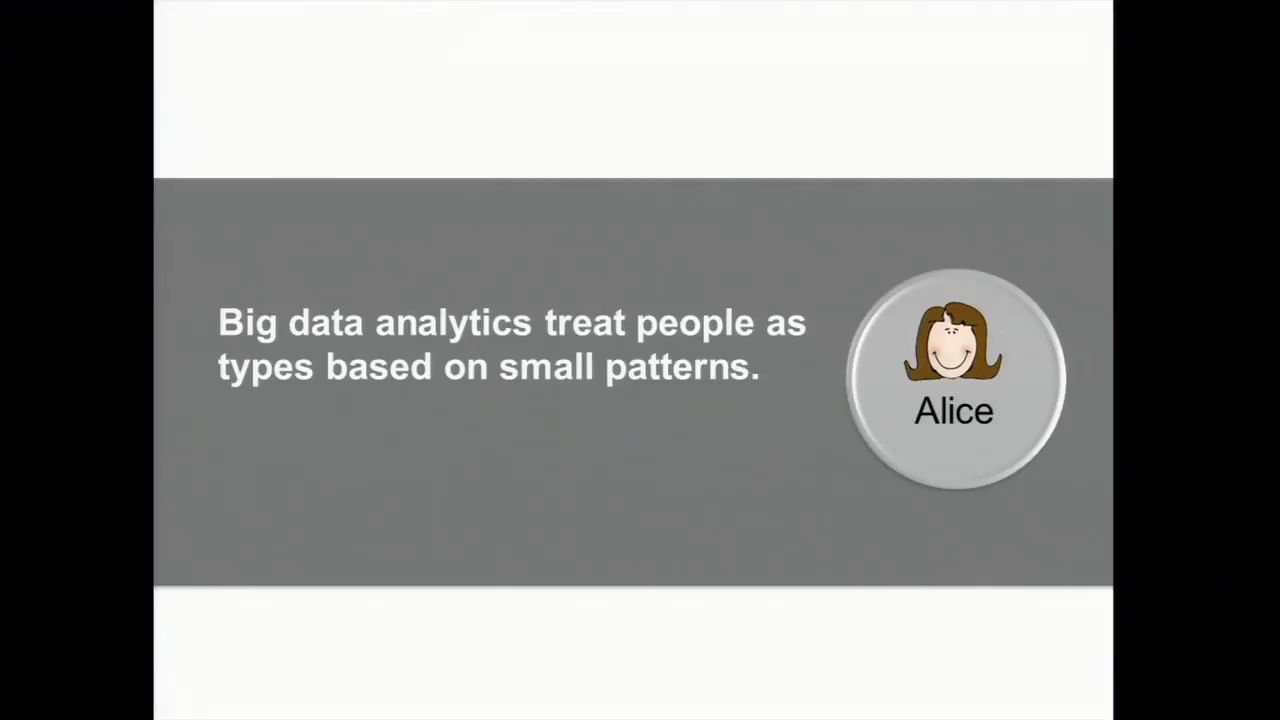 Big data analytics treat people as
types based on small patterns.
Alice